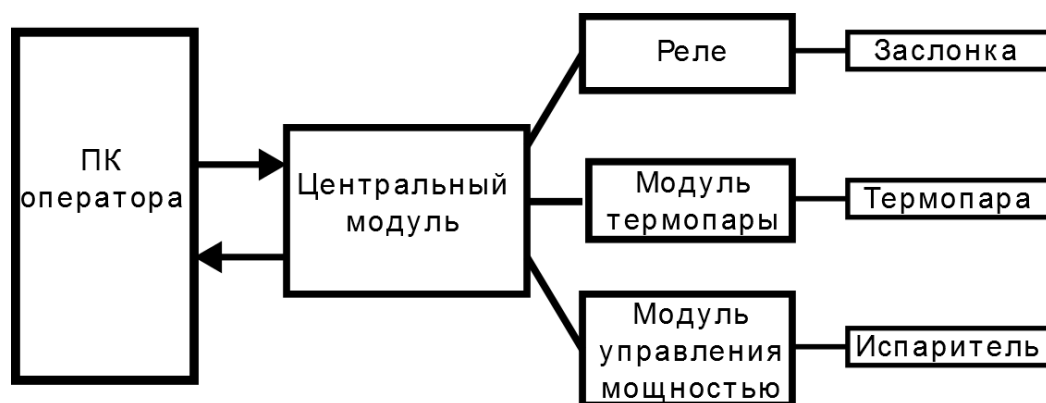 ПК
оператора
Центральный
модуль
Реле
Заслонка
Модуль
термопары
Термопара
Модуль
управления
мощностью
Испаритель